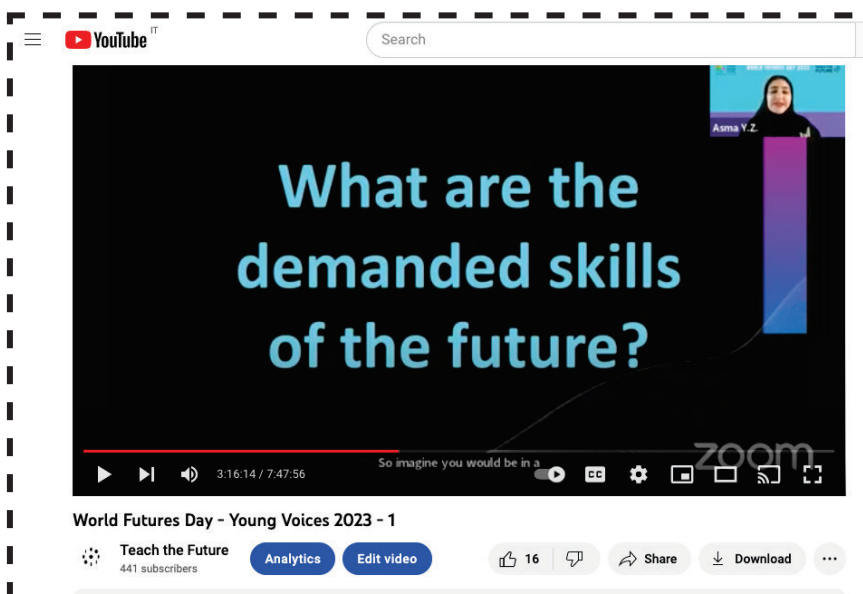 YouTube IT
Search
Asma Y.Z.
What are the
demanded skills
of the future?
zoom
So imagine you would be in a
3:16:14 / 7:47:56
CC
World Futures Day - Young Voices 2023 - 1
Teach the Future
441 subscribers
Analytics
Edit video
16
Share
Download